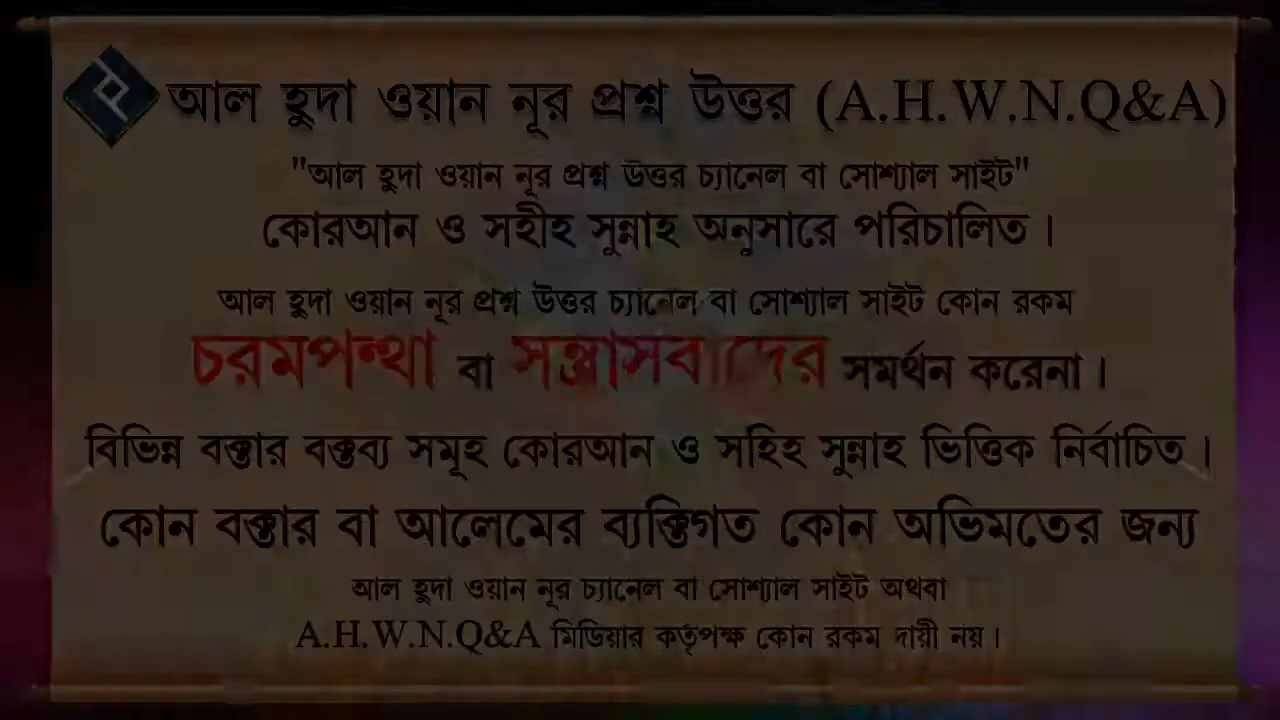 আল হুদা ওয়ান নূর প্রশ্ন উত্তর (A.H.W.N.Q&A)
"আল হুদা ওয়ান নূর প্রশ্ন উত্তর চ্যানেল বা সোশ্যাল সাইট"
কোরআন ও সহীহ সুন্নাহ অনুসারে পরিচালিত।
আল হুদা ওয়ান নূর প্রশ্ন উত্তর চ্যানেল বা সোশ্যাল সাইট কোন রকম
চরমপন্থা বা সন্ত্রাসবাদের সমর্থন করেনা।
বিভিন্ন বক্তার বক্তব্য সমূহ কোরআন ও সহিহ সুন্নাহ ভিত্তিক নির্বাচিত।
কোন বক্তার বা আলেমের ব্যক্তিগত কোন অভিমতের জন্য
আল হুদা ওয়ান নূর চ্যানেল বা সোশ্যাল সাইট অথবা
A.H.W.N.Q&A মিডিয়ার কর্তৃপক্ষ কোন রকম দায়ী নয়।